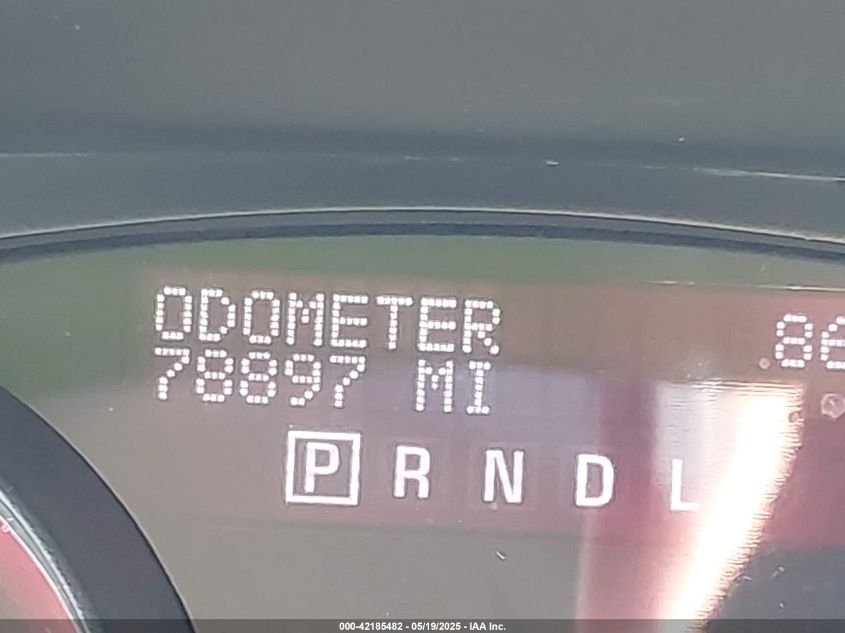 ODOMETER
78897 MI
P R N D L
000-42185482 - 05/19/2025 - IAA Inc.